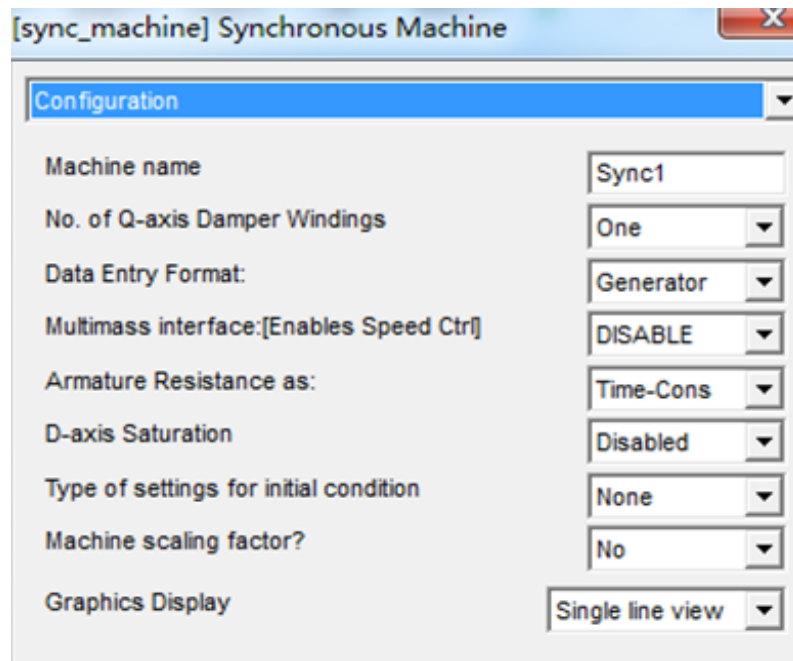 [sync_machine] Synchronous Machine
Configuration
Machine name Sync1
No. of Q-axis Damper Windings One
Data Entry Format: Generator
Multimass interface:[Enables Speed Ctrl] DISABLE
Armature Resistance as: Time-Cons
D-axis Saturation Disabled
Type of settings for initial condition None
Machine scaling factor? No
Graphics Display Single line view